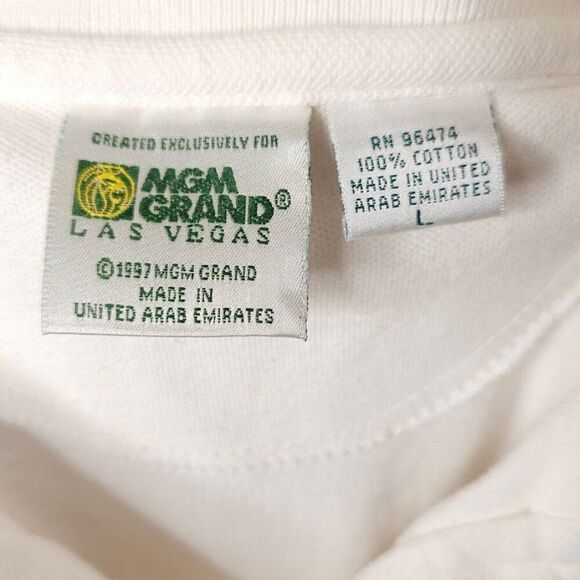 CREATED EXCLUSIVELY FOR
MGM
GRAND®
LAS VEGAS
©1997 MGM GRAND
MADE IN
UNITED ARAB EMIRATES
RN 96474
100% COTTON
MADE IN UNITED
ARAB EMIRATES
L